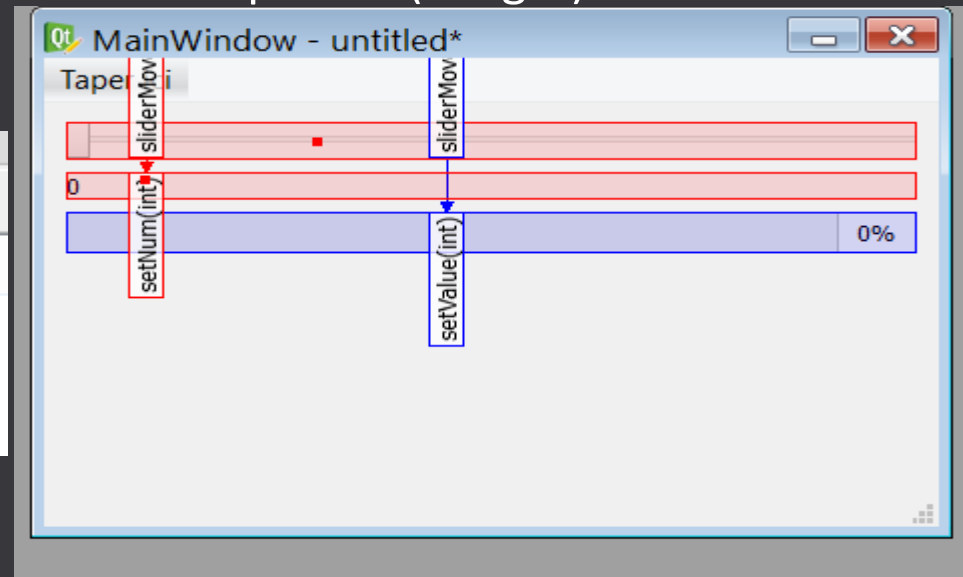 MainWindow - untitled*
sliderMov
sliderMov
0
setNum(int)
0%
setValue(int)